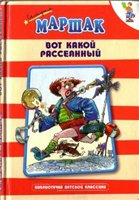 МАРШАК
ВОТ КАКОЙ
РАССЕЯННЫЙ
БИБЛИОТЕКА ДЕТСКОЙ КЛАССИКИ